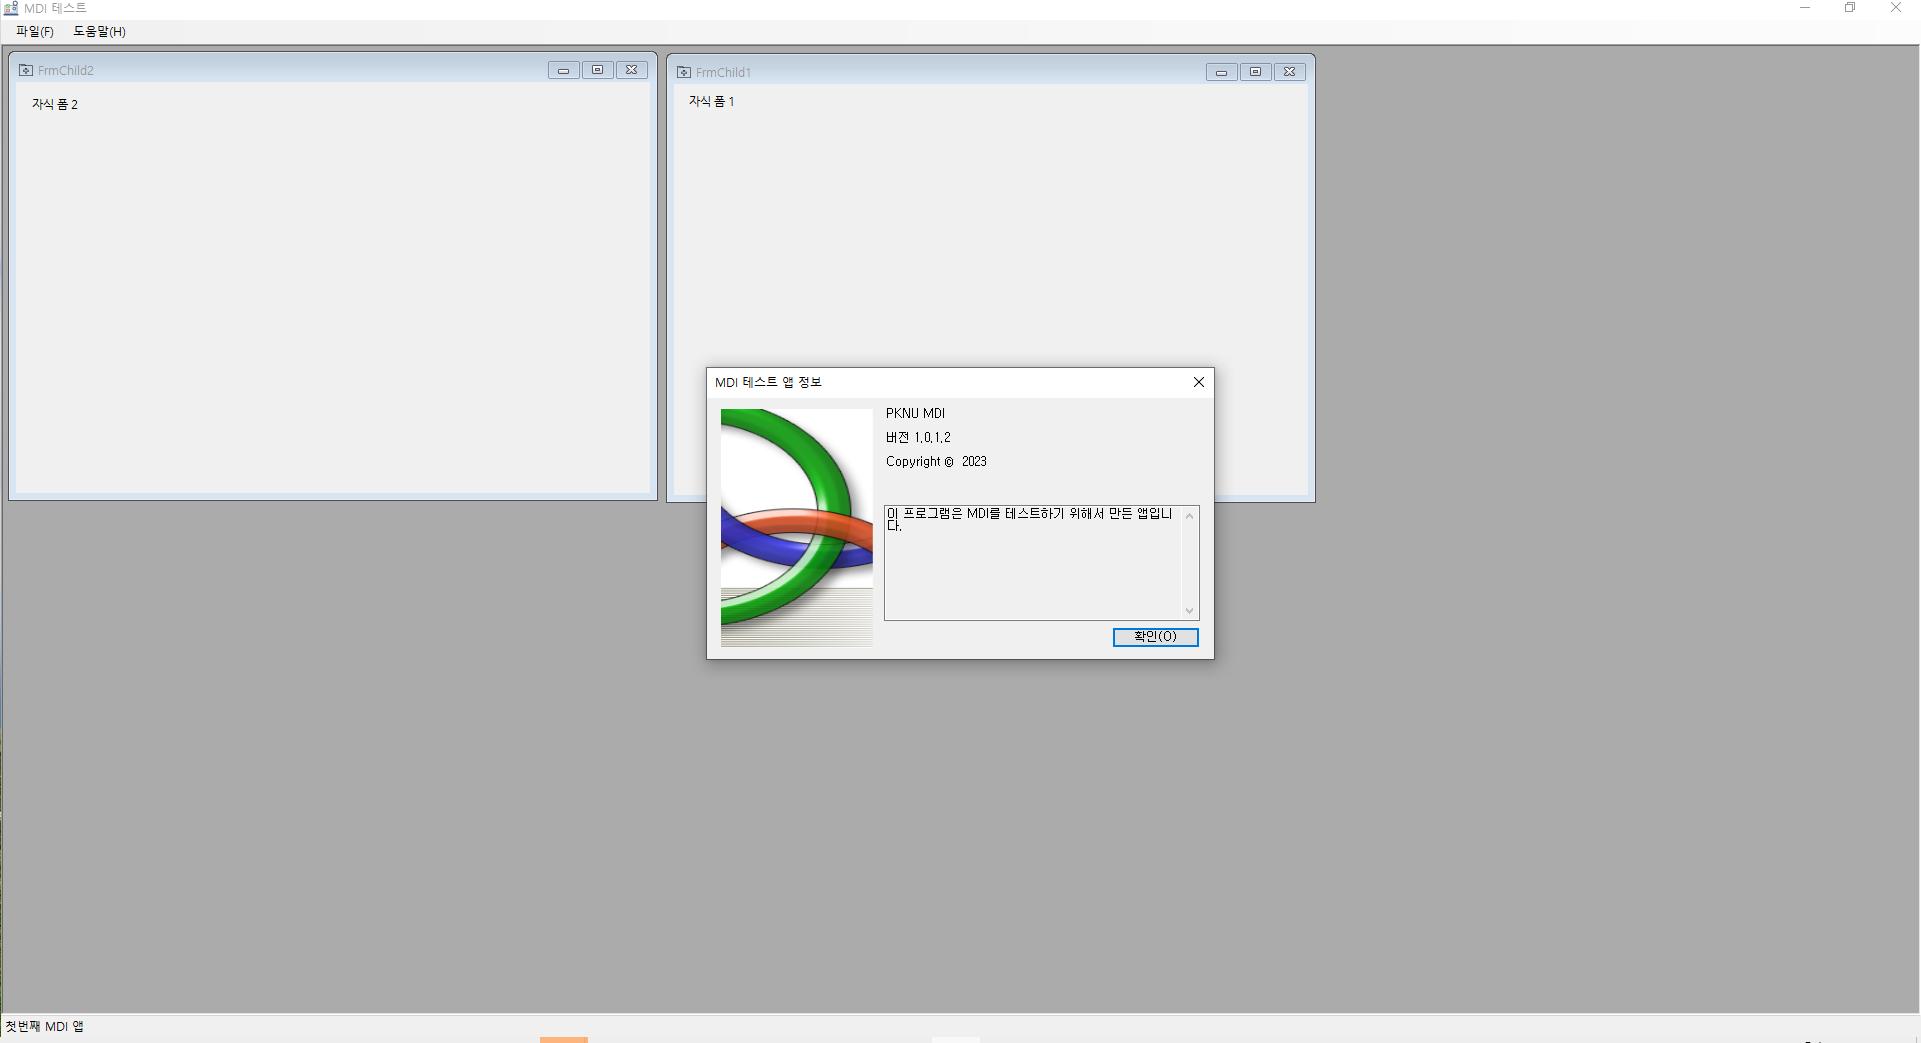 MDI 테스트
파일(F) 도움말(H)
FrmChild2
자식 폼 2
FrmChild1
자식 폼 1
MDI 테스트 앱 정보
PKNU MDI
버전 1.0.1.2
Copyright © 2023
이 프로그램은 MDI를 테스트하기 위해서 만든 앱입니
다.
확인(O)
첫번째 MDI 앱